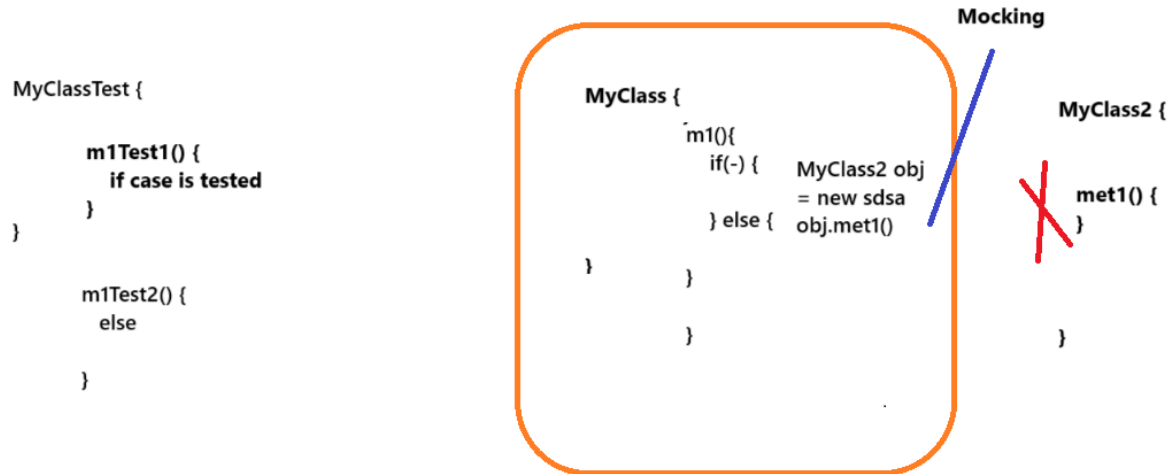 Mocking
MyClassTest {
m1Test1() {
if case is tested
}
}
m1Test2() {
else
}
MyClass {
m1(){
if(-) {
} else {
MyClass2 obj
= new sdsa
obj.met1()
}
}
}
MyClass2 {
met1() {
}
}